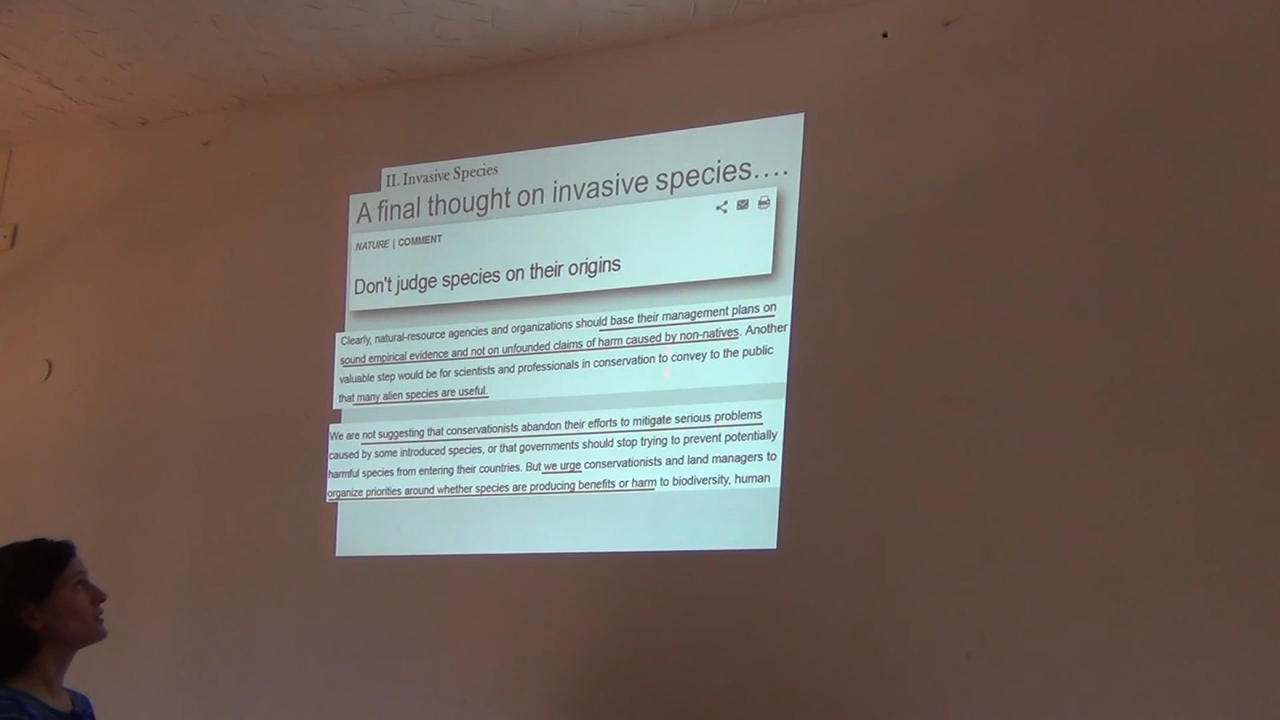 II. Invasive Species
A final thought on invasive species....
NATURE | COMMENT
Don't judge species on their origins
Clearly, natural-resource agencies and organizations should base their management plans on
sound empirical evidence and not on unfounded claims of harm caused by non-natives. Another
valuable step would be for scientists and professionals in conservation to convey to the public
that many alien species are useful.
We are not suggesting that conservationists abandon their efforts to mitigate serious problems
caused by some introduced species, or that governments should stop trying to prevent potentially
harmful species from entering their countries. But we urge conservationists and land managers to
organize priorities around whether species are producing benefits or harm to biodiversity, human